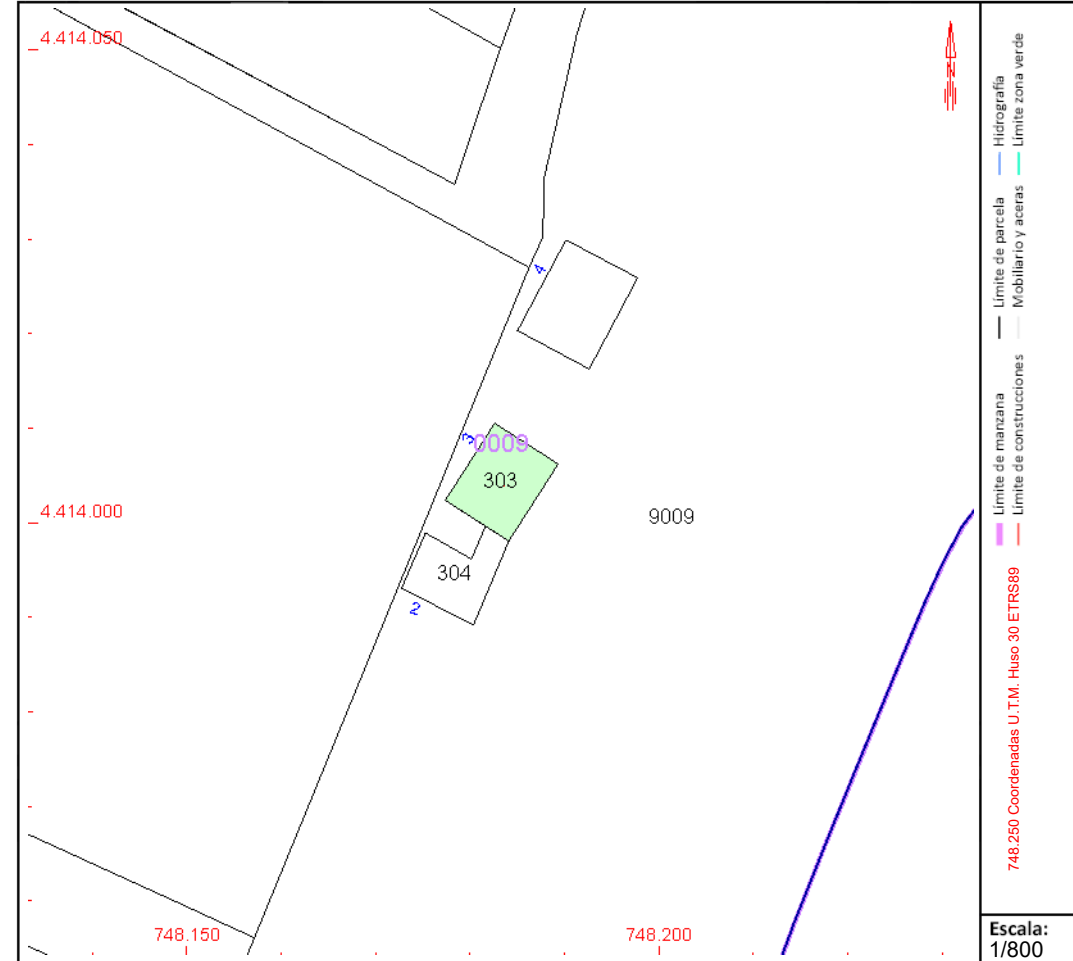 4.414.050
4
3
0009
303
4.414.000
9009
304
2
748.150
748.200
N
Límite de manzana
Límite de parcela
Hidrografía
Límite de construcciones
Mobiliario y aceras
Límite zona verde
748.250 Coordenadas U.T.M. Huso 30 ETRS89
Escala:
1/800